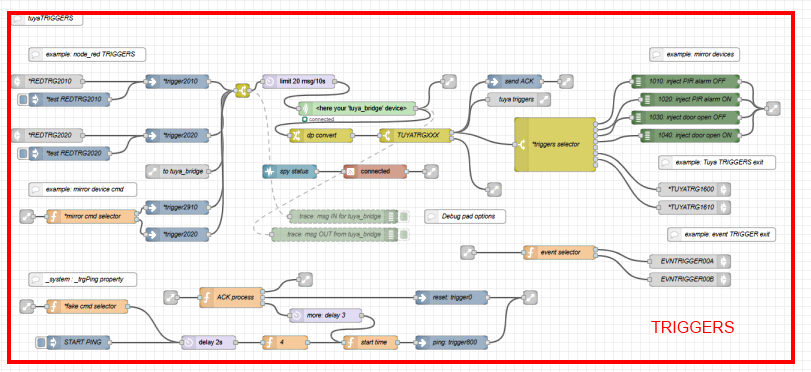 tuyaTRIGGERS
example: node_red TRIGGERS
example: mirror devices
*REDTRG2010
*trigger2010
limit 20 msg/10s
send ACK
1010 inject PIR alarm OFF
*test REDTRG2010
<here your 'tuya_bridge' device>
tuya triggers
1020 inject PIR alarm ON
connected
1030 inject door open OFF
*REDTRG2020
*trigger2020
dp convert
TUYATRGXXX
1040 inject door open ON
*test REDTRG2020
*triggers selector
example: Tuya TRIGGERS exit
to tuya_bridge
spy status
connected
example: mirror device cmd
*TUYATRG1600
*trigger2910
*TUYATRG1610
*mirror cmd selector
trace: msg IN for tuya_bridge
Debug pad options
*trigger2020
trace: msg OUT from tuya_bridge
example: event TRIGGER exit
event selector
EVNTRIGGER00A
_system : _trgPing property
EVNTRIGGER00B
ACK process
reset: trigger0
*fake cmd selector
more: delay 3
START PING
delay 2s
4
start time
ping: trigger800
TRIGGERS